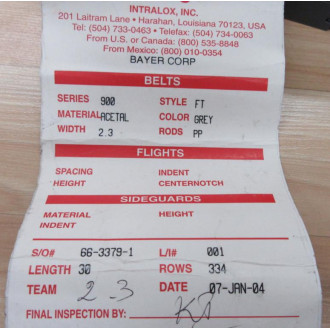 INTRALOX, INC.
201 Laitram Lane • Harahan, Louisiana 70123, USA
Tel: (504) 733-0463 • Telefax: (504) 734-0063
From U.S. or Canada: (800) 535-8848
From Mexico: (800) 010-0354
BAYER CORP
BELTS
SERIES 900 STYLE FT
MATERIAL ACETAL COLOR GREY
WIDTH 2.3 RODS PP
FLIGHTS
SPACING INDENT
HEIGHT CENTERNOTCH
SIDEGUARDS
MATERIAL HEIGHT
INDENT
S/O# 66-3379-1 L/I# 001
LENGTH 30 ROWS 334
TEAM 2-3 DATE 07-JAN-04
FINAL INSPECTION BY: